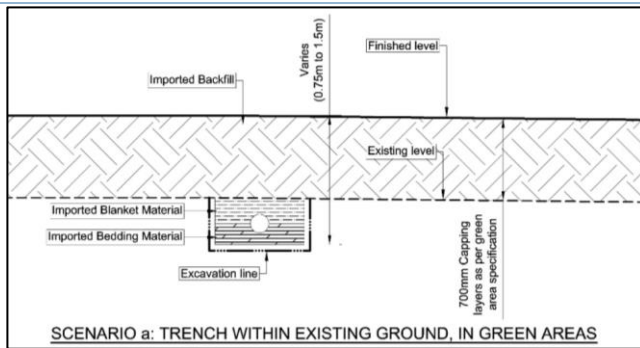 Finished level
Varies
(0.75m to 1.5m)
Imported Backfill
Existing level
Imported Blanket Material
Imported Bedding Material
Excavation line
700mm Capping
layers as per green
area specification
SCENARIO a: TRENCH WITHIN EXISTING GROUND, IN GREEN AREAS